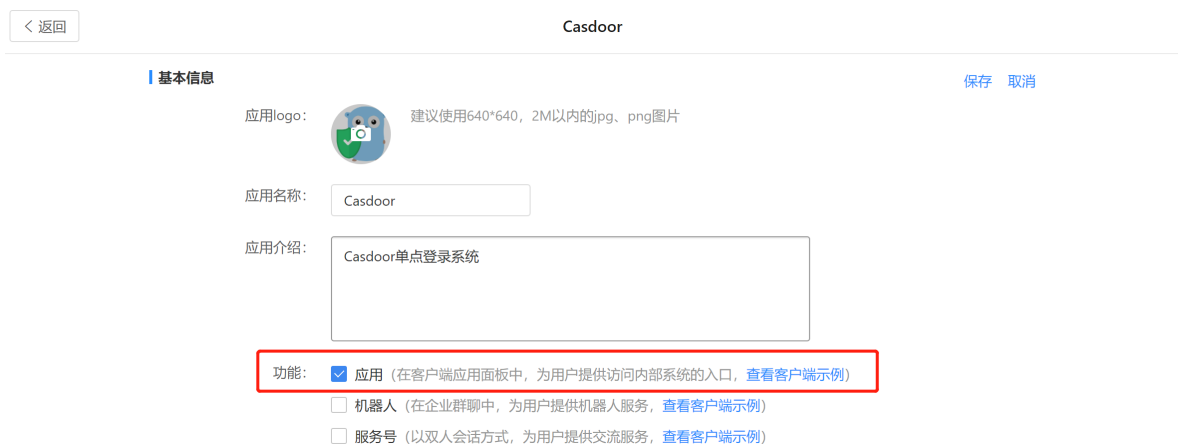 返回
Casdoor
基本信息
保存 取消
应用logo: 建议使用640*640，2M以内的jpg、png图片
应用名称: Casdoor
应用介绍: Casdoor单点登录系统
功能: 应用（在客户端应用面板中，为用户提供访问内部系统的入口，查看客户端示例）
机器人（在企业群聊中，为用户提供机器人服务，查看客户端示例）
服务号（以双人会话方式，为用户提供交流服务，查看客户端示例）